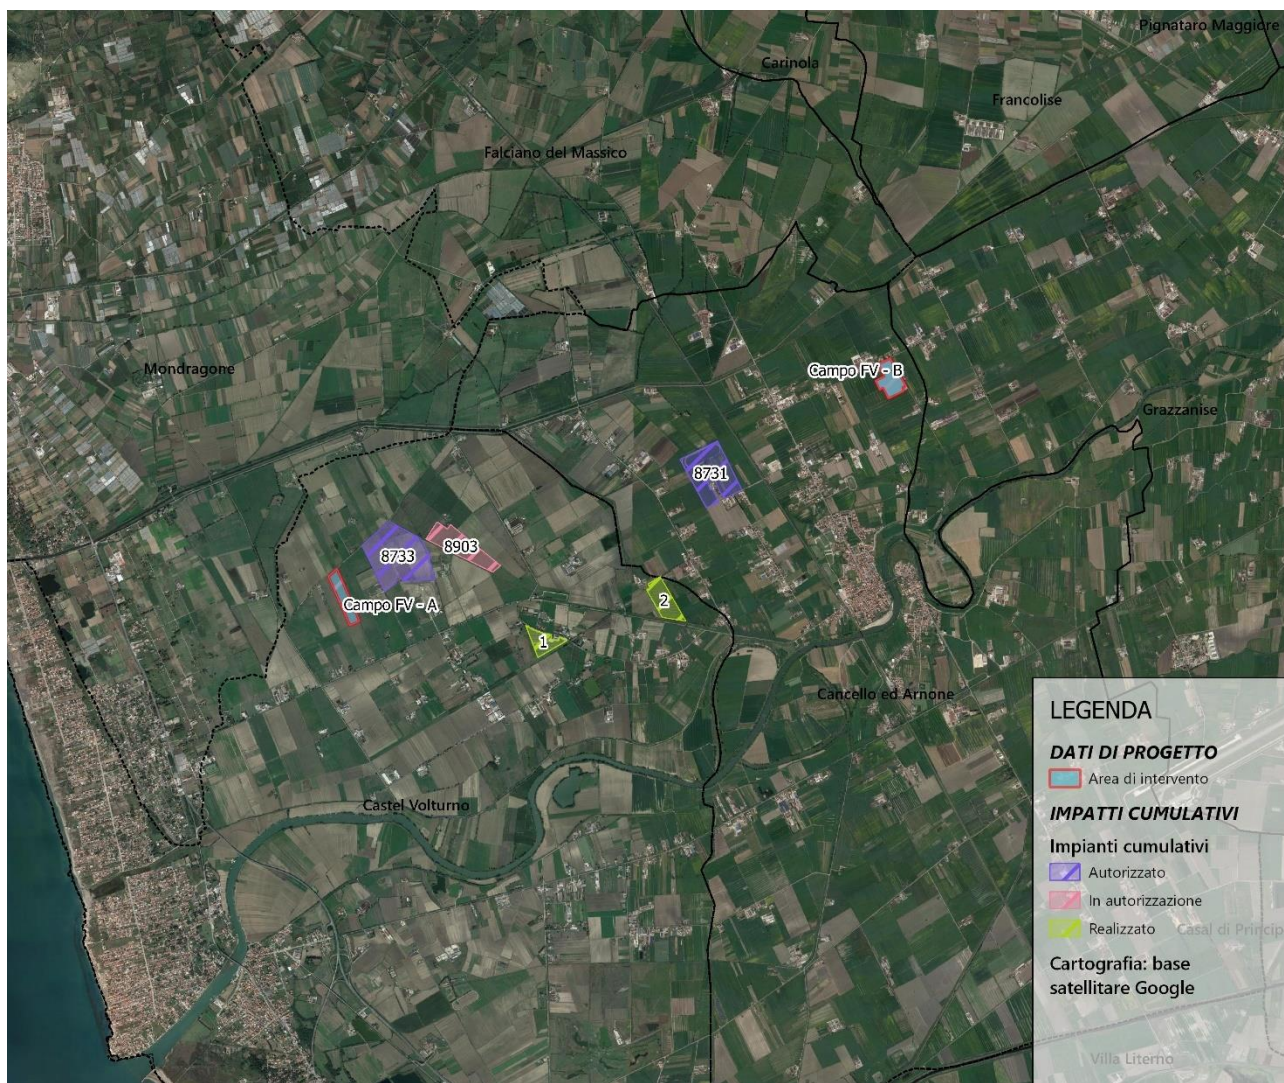 Pignataro Maggiore
Carinola
Francolise
Falciano del Massico
Mondragone
Campo FV - B
Grazzanise
8731
8733
8903
Campo FV - A
2
1
Cancello ed Arnone
Castel Volturno
LEGENDA
DATI DI PROGETTO
Area di intervento
IMPATTI CUMULATIVI
Impianti cumulativi
Autorizzato
In autorizzazione
Realizzato
Casal di Princip
Cartografia: base
satellitare Google
Villa Literno